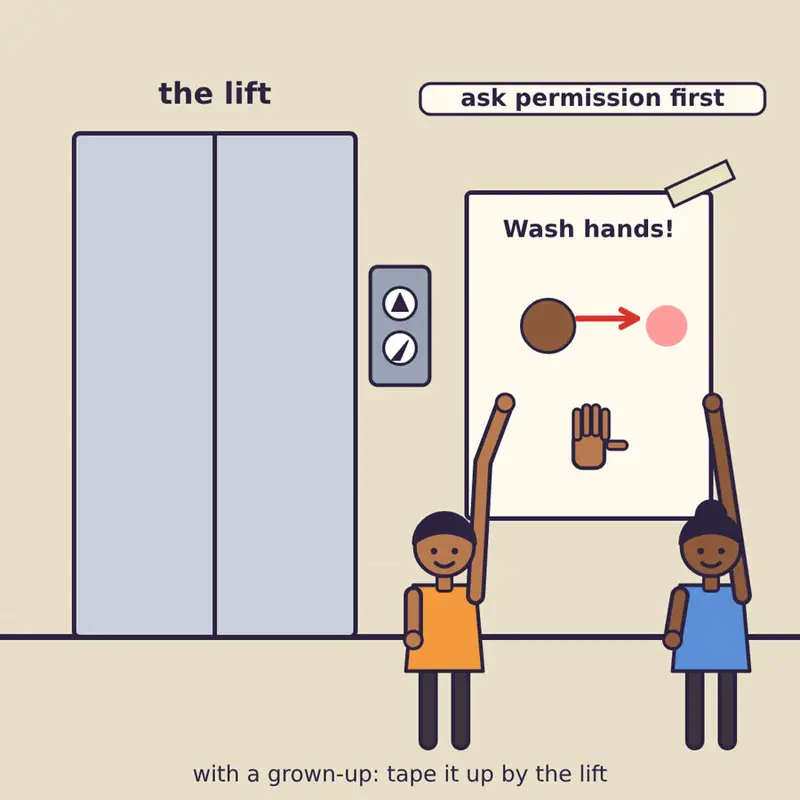 the lift
ask permission first
Wash hands!
with a grown-up: tape it up by the lift